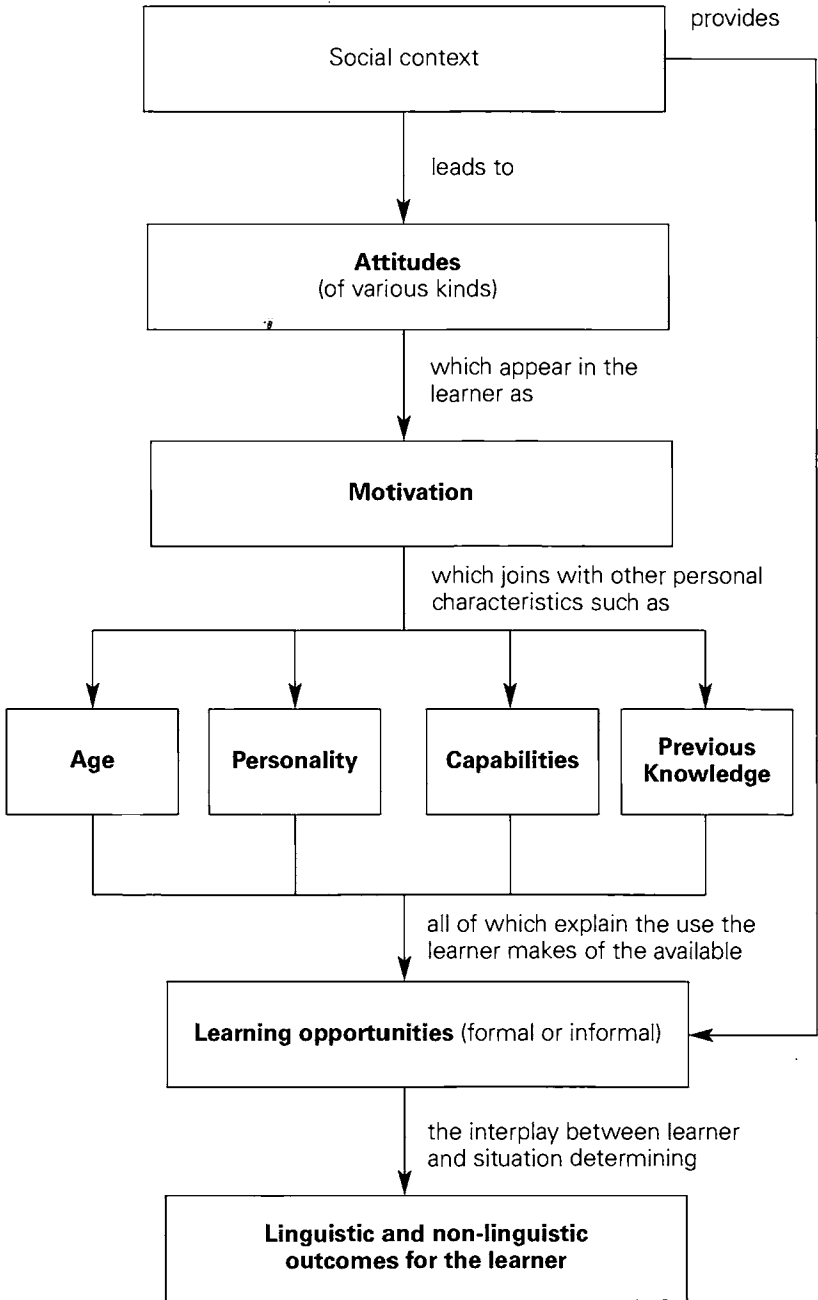 provides
Social context
leads to
Attitudes
(of various kinds)
which appear in the
learner as
Motivation
which joins with other personal
characteristics such as
Age
Personality
Capabilities
Previous
Knowledge
all of which explain the use the
learner makes of the available
Learning opportunities (formal or informal)
the interplay between learner
and situation determining
Linguistic and non-linguistic
outcomes for the learner